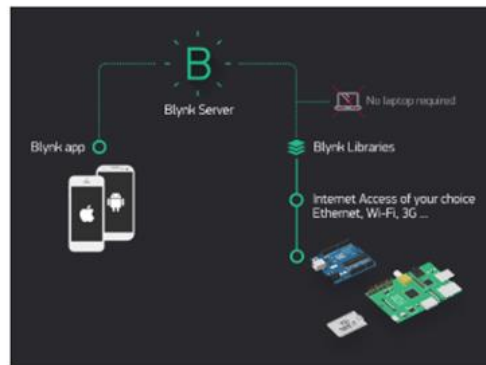 B
Blynk Server
No laptop required
Blynk app
Blynk Libraries
Internet Access of your choice
Ethernet, Wi-Fi, 3G ...